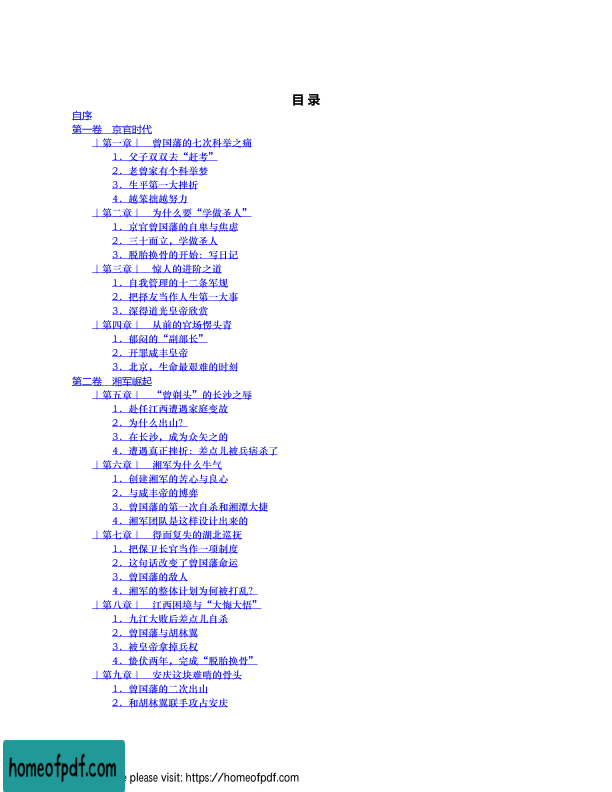 目 录
自序
第一卷　京官时代
｜第一章｜　曾国藩的七次科举之痛
1．父子双双去“赶考”
2．老曾家有个科举梦
3．生平第一大挫折
4．越笨拙越努力
｜第二章｜　为什么要“学做圣人”
1．京官曾国藩的自卑与焦虑
2．三十而立，学做圣人
3．脱胎换骨的开始：写日记
｜第三章｜　惊人的进阶之道
1．自我管理的十二条军规
2．把择友当作人生第一大事
3．深得道光皇帝欣赏
｜第四章｜　从前的官场愣头青
1．郁闷的“副部长”
2．开罪咸丰皇帝
3．北京，生命最艰难的时刻
第二卷　湘军崛起
｜第五章｜　“曾剃头”的长沙之辱
1．赴任江西遭遇家庭变故
2．为什么出山？
3．在长沙，成为众矢之的
4．遭遇真正挫折：差点儿被兵痞杀了
｜第六章｜　湘军为什么牛气
1．创建湘军的苦心与良心
2．与咸丰帝的博弈
3．曾国藩的第一次自杀和湘潭大捷
4．湘军团队是这样设计出来的
｜第七章｜　得而复失的湖北巡抚
1．把保卫长官当作一项制度
2．这句话改变了曾国藩命运
3．曾国藩的敌人
4．湘军的整体计划为何被打乱？
｜第八章｜　江西困境与“大悔大悟”
1．九江大败后差点儿自杀
2．曾国藩与胡林翼
3．被皇帝拿掉兵权
4．蛰伏两年，完成“脱胎换骨”
｜第九章｜　安庆这块难啃的骨头
1．曾国藩的二次出山
2．和胡林翼联手攻占安庆
homeofpdf.com
e please visit: https://homeofpdf.com